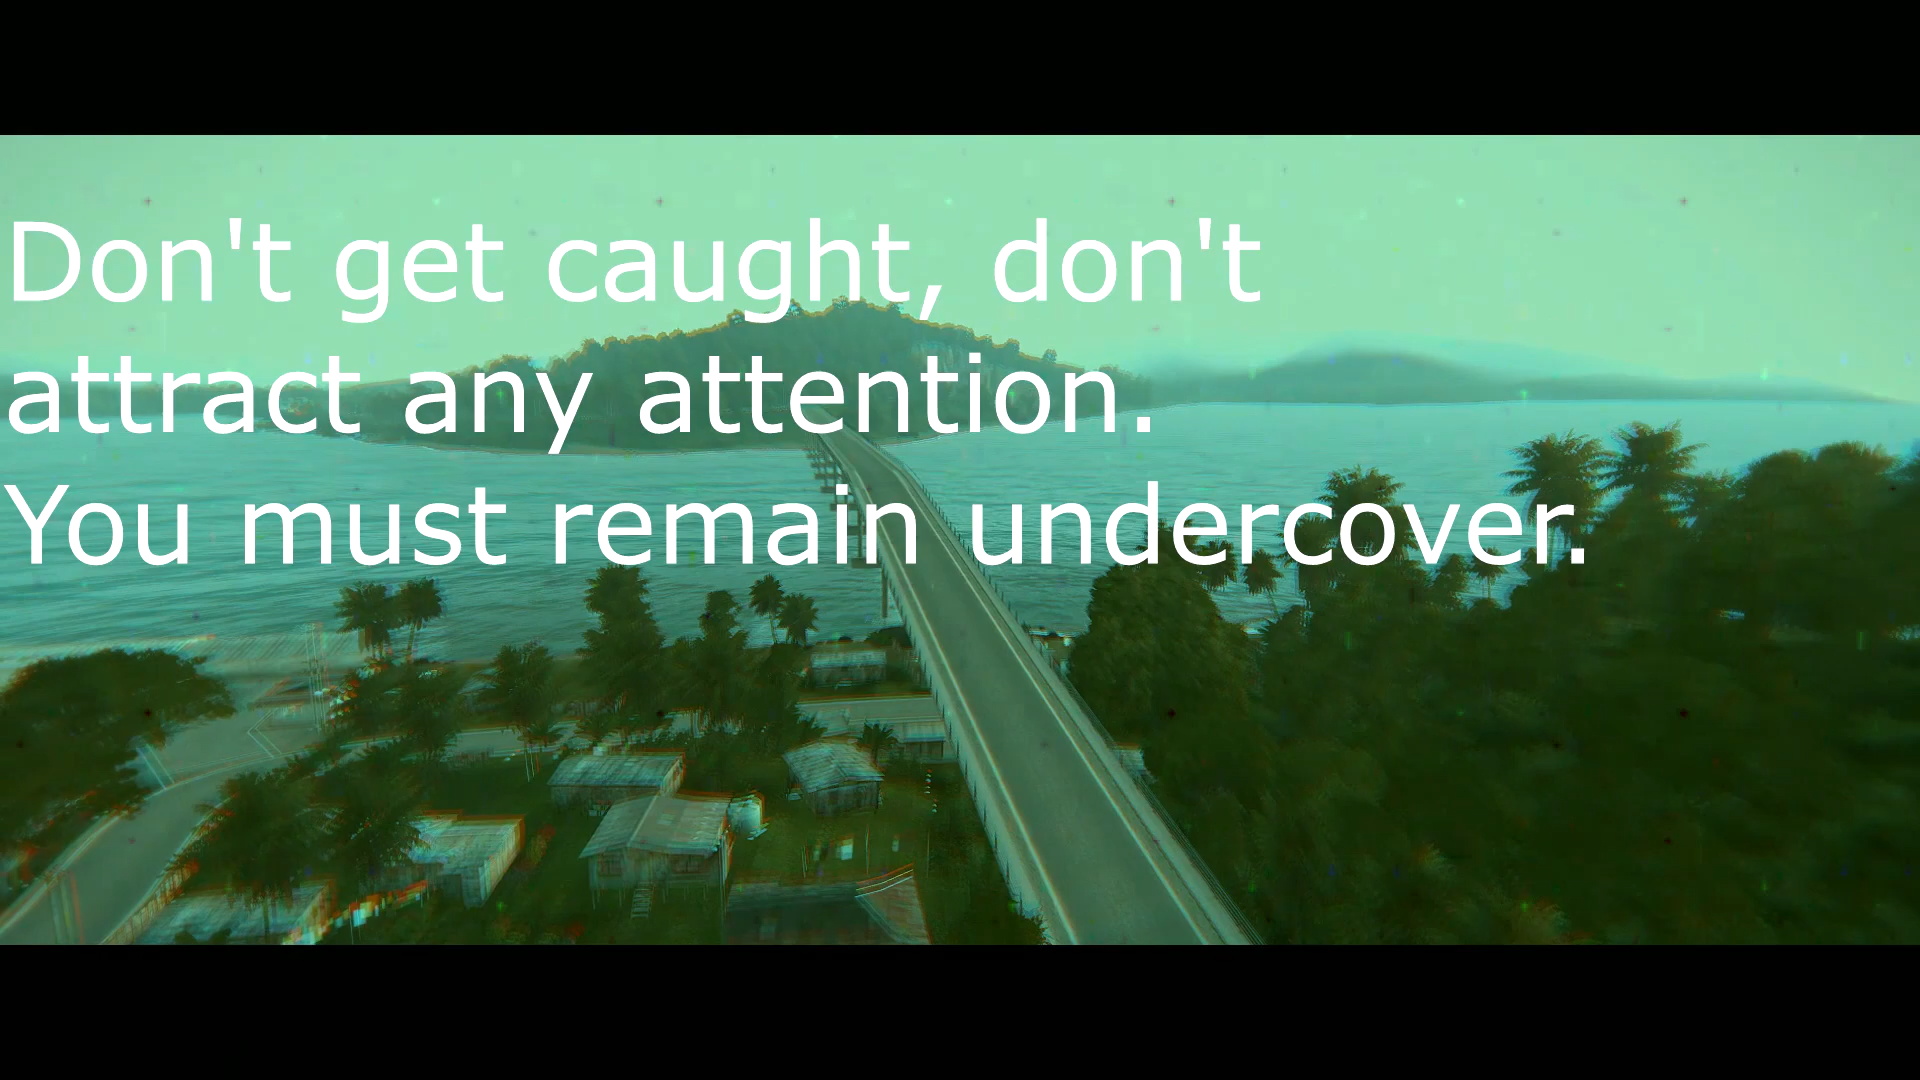 Don't get caught, don't
attract any attention.
You must remain undercover.